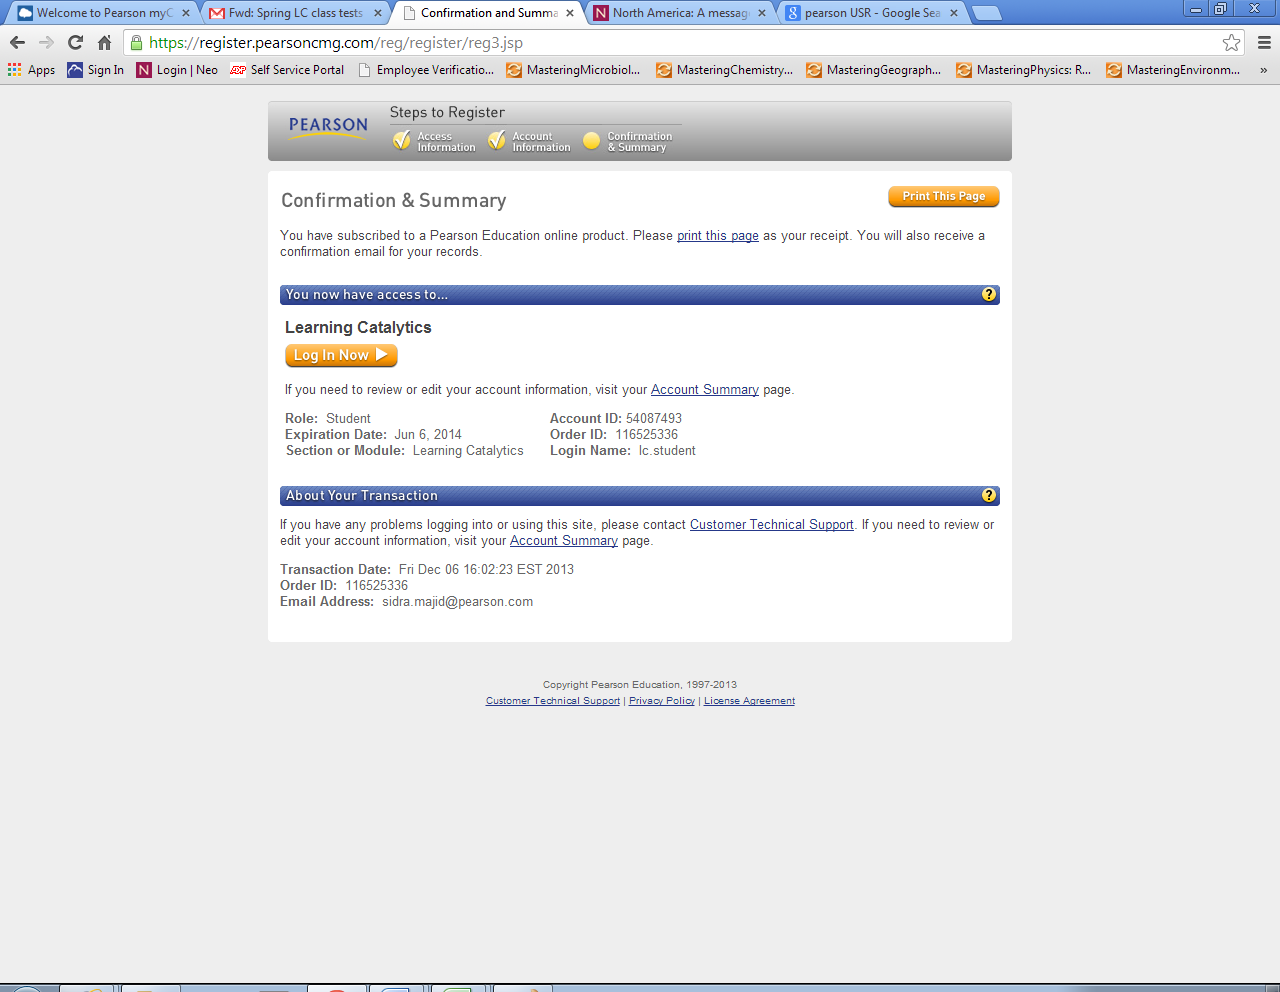 Welcome to Pearson myC
Fwd: Spring LC class tests
Confirmation and Summa
North America: A messag
pearson USR - Google Sea
https://register.pearsoncmg.com/reg/register/reg3.jsp
Apps
Sign In
Login | Neo
Self Service Portal
Employee Verificatio...
MasteringMicrobiol...
MasteringChemistry...
MasteringGeograph...
MasteringPhysics: R...
MasteringEnvironm...
»
PEARSON
Steps to Register
Access
Information
Account
Information
Confirmation
& Summary
Confirmation & Summary
Print This Page
You have subscribed to a Pearson Education online product. Please print this page as your receipt. You will also receive a
confirmation email for your records.
You now have access to...
?
Learning Catalytics
Log In Now
If you need to review or edit your account information, visit your Account Summary page.
Role: Student
Account ID: 54087493
Expiration Date: Jun 6, 2014
Order ID: 116525336
Section or Module: Learning Catalytics
Login Name: lc.student
About Your Transaction
?
If you have any problems logging into or using this site, please contact Customer Technical Support. If you need to review or
edit your account information, visit your Account Summary page.
Transaction Date: Fri Dec 06 16:02:23 EST 2013
Order ID: 116525336
Email Address: sidra.majid@pearson.com
Copyright Pearson Education, 1997-2013
Customer Technical Support | Privacy Policy | License Agreement